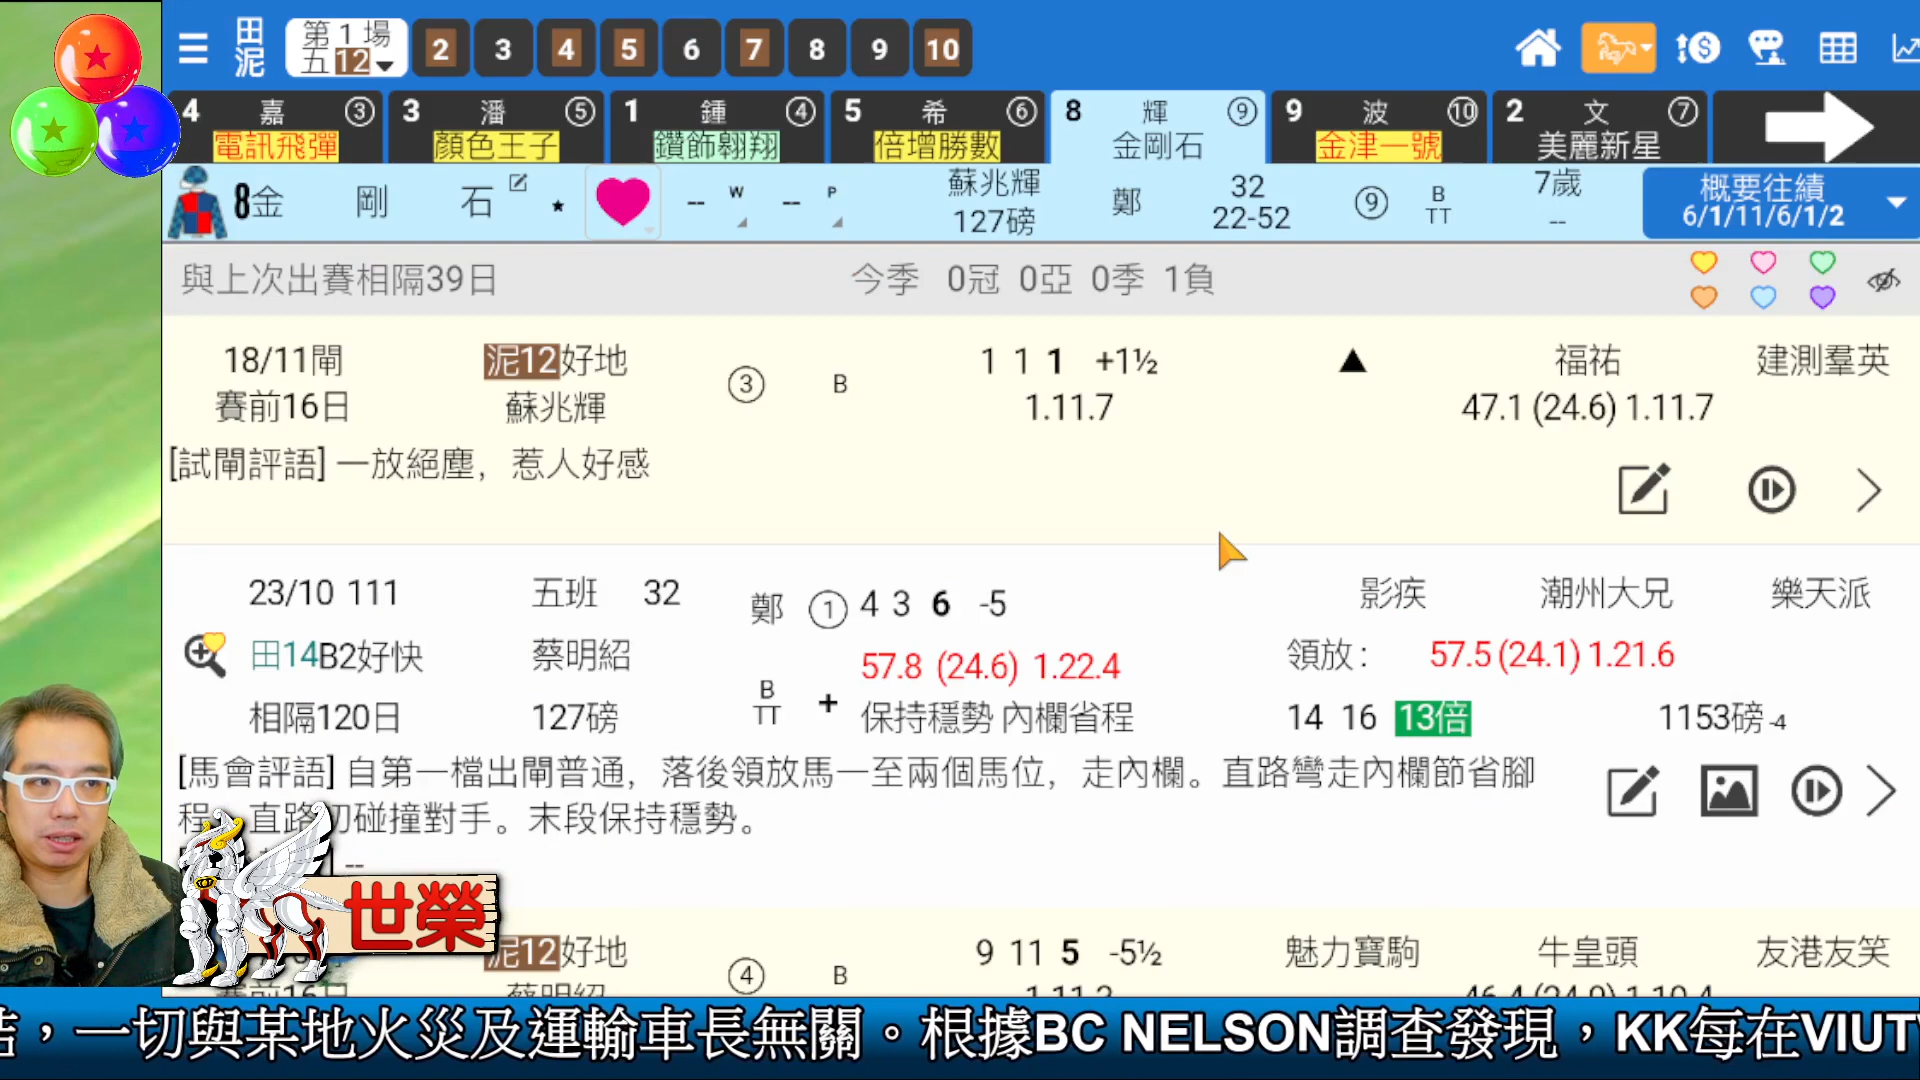 田泥
第1場
五12
2 3 4 5 6 7 8 9 10
4 嘉 ③
電訊飛彈
3 潘 ⑤
顏色王子
1 鍾 ④
鑽飾翱翔
5 希 ⑥
倍增勝數
8 輝 ⑨
金剛石
9 波 ⑩
金津一號
2 文 ⑦
美麗新星
8金剛石 ★
-- W -- P
蘇兆輝
127磅
鄭
32
22-52
⑨
B
TT
7歲
--
概要往績
6/1/11/6/1/2
與上次出賽相隔39日 今季 0冠 0亞 0季 1負
18/11閘 泥12好地 ③ B 1 1 1 +1½ ▲ 福祐 建測羣英
賽前16日 蘇兆輝 1.11.7 47.1 (24.6) 1.11.7
[試閘評語] 一放絕塵，惹人好感
23/10 111 五班 32 鄭 ① 4 3 6 -5 影疾 潮州大兄 樂天派
田14B2好快 蔡明紹 57.8 (24.6) 1.22.4 領放： 57.5 (24.1) 1.21.6
相隔120日 127磅 B TT + 保持穩勢 內欄省程 14 16 13倍 1153磅 -4
[馬會評語] 自第一檔出閘普通，落後領放馬一至兩個馬位，走內欄。直路彎走內欄節省腳
程。直路初碰撞對手。末段保持穩勢。
--
世榮
泥12好地 ④ B 9 11 5 -5½ 魅力寶駒 牛皇頭 友港友笑
賽前16日 蔡明紹 1.11.2
，一切與某地火災及運輸車長無關。根據BC NELSON調查發現，KK每在VIUT